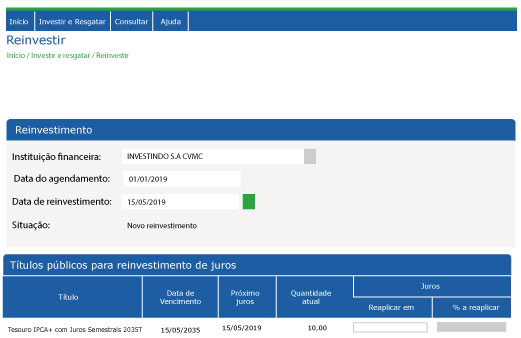 Início Investir e Resgatar Consultar Ajuda
Reinvestir
Início / Investir e resgatar / Reinvestir
Reinvestimento
Instituição financeira: INVESTINDO S.A CVMC
Data do agendamento: 01/01/2019
Data de reinvestimento: 15/05/2019
Situação: Novo reinvestimento
Títulos públicos para reinvestimento de juros
Título Data de Vencimento Próximo juros Quantidade atual Juros
Reaplicar em % a reaplicar
Tesouro IPCA+ com Juros Semestrais 203ST 15/05/2035 15/05/2019 10,00